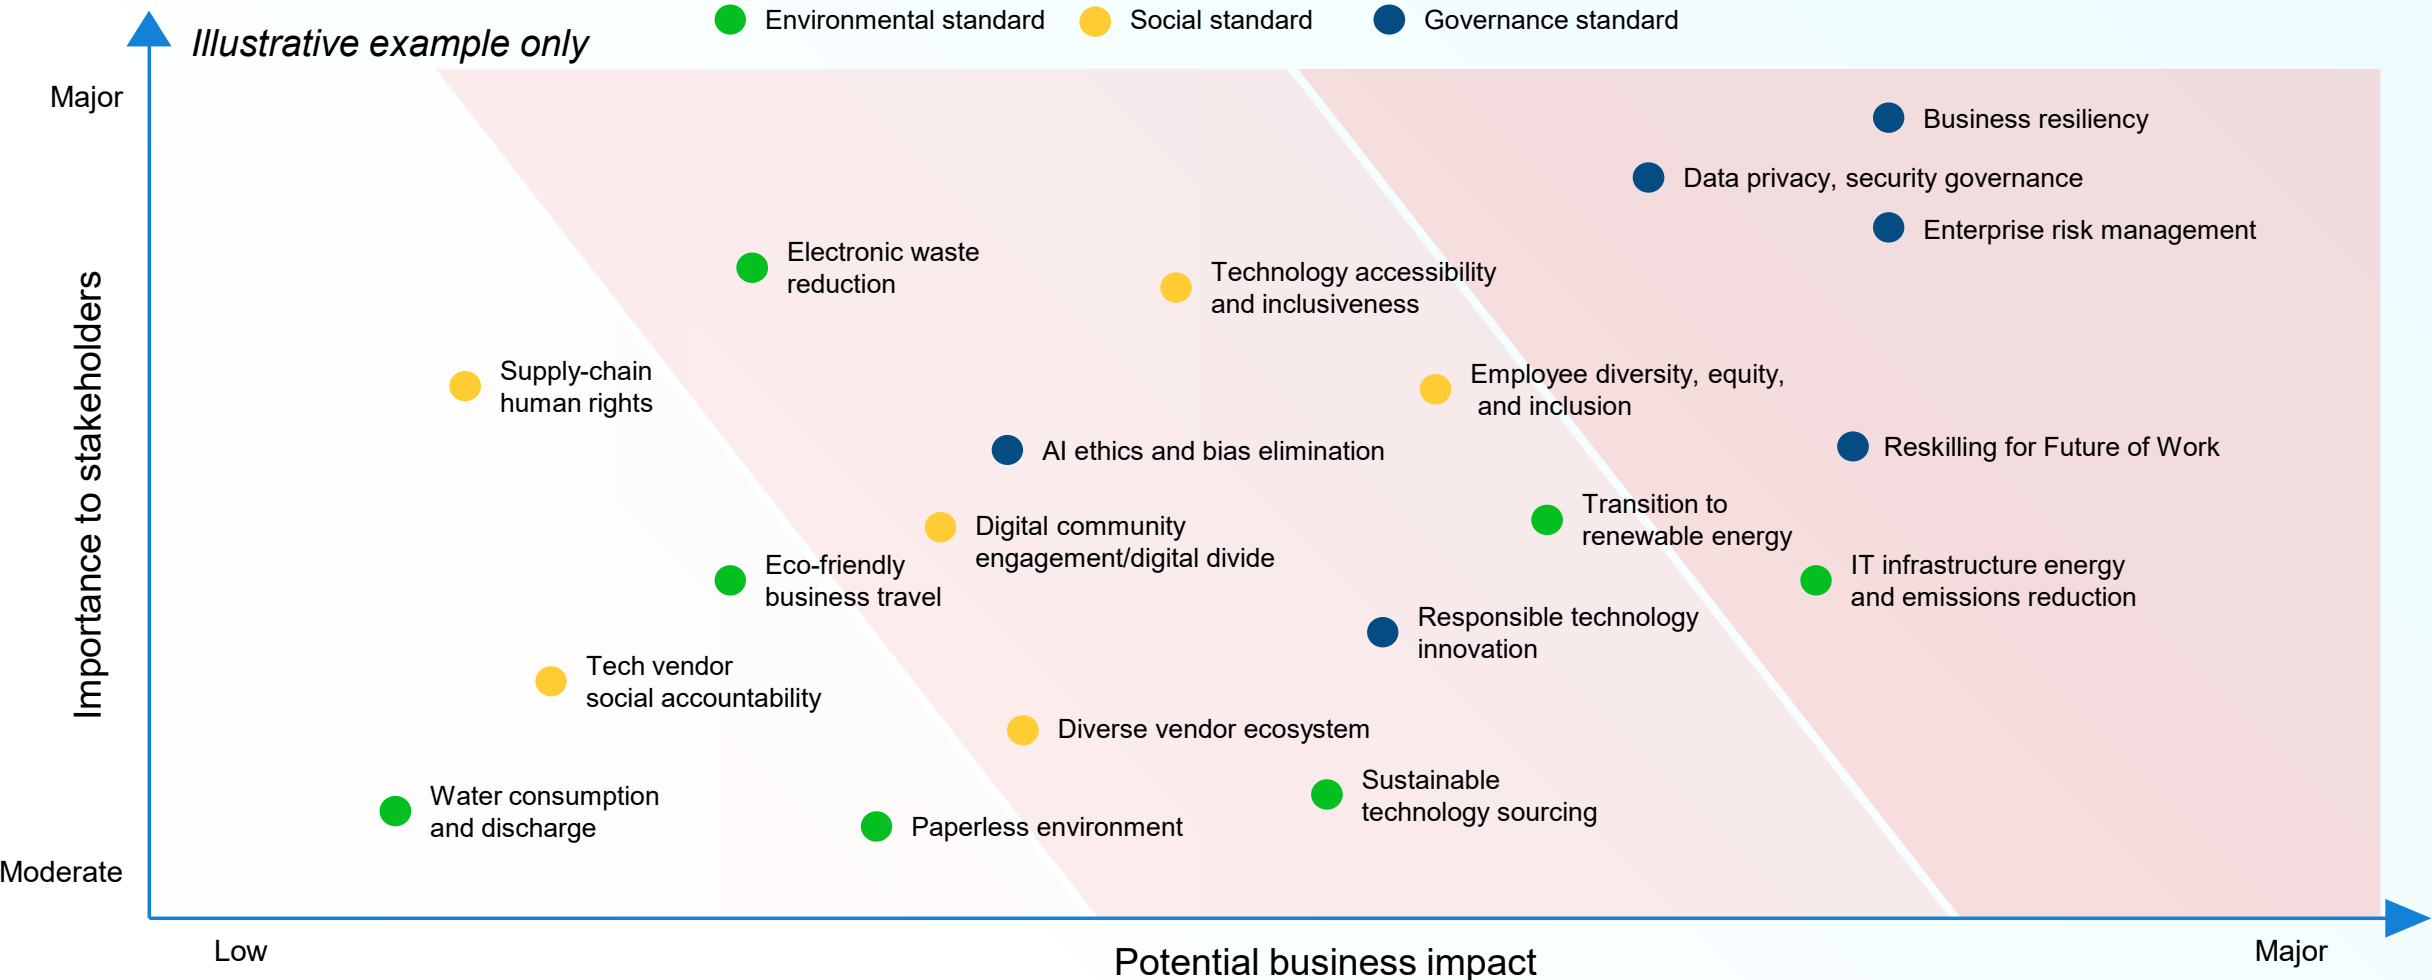 Environmental standard
Social standard
Governance standard
Illustrative example only
Major
Business resiliency
Data privacy, security governance
Enterprise risk management
Electronic waste
reduction
Technology accessibility
and inclusiveness
Supply-chain
human rights
Employee diversity, equity,
and inclusion
AI ethics and bias elimination
Reskilling for Future of Work
Importance to stakeholders
Transition to
renewable energy
Digital community
engagement/digital divide
Eco-friendly
business travel
IT infrastructure energy
and emissions reduction
Responsible technology
innovation
Tech vendor
social accountability
Diverse vendor ecosystem
Sustainable
technology sourcing
Water consumption
and discharge
Paperless environment
Moderate
Low
Potential business impact
Major